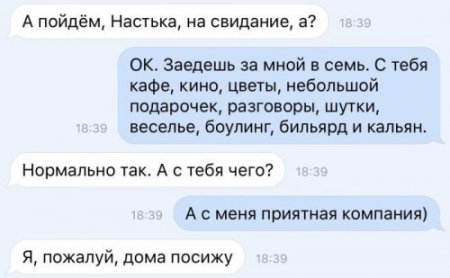 А пойдём, Настька, на свидание, а?
18:39
ОК. Заедешь за мной в семь. С тебя
кафе, кино, цветы, небольшой
подарочек, разговоры, шутки,
веселье, боулинг, бильярд и кальян.
18:39
Нормально так. А с тебя чего?
18:39
А с меня приятная компания)
18:39
Я, пожалуй, дома посижу
18:39